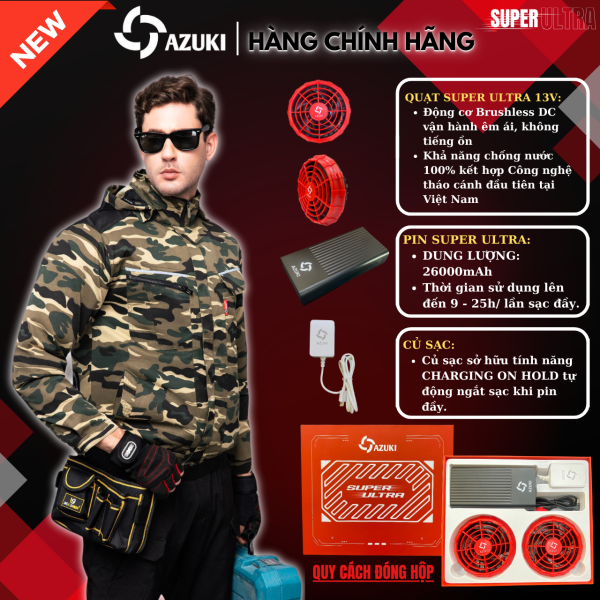 NEW
AZUKI
HÀNG CHÍNH HÃNG
SUPER ULTRA
QUẠT SUPER ULTRA 13V:
• Động cơ Brushless DC
vận hành êm ái, không
tiếng ồn
• Khả năng chống nước
100% kết hợp Công nghệ
tháo cánh đầu tiên tại
Việt Nam
AZUKI
PIN SUPER ULTRA:
• DUNG LƯỢNG:
26000mAh
• Thời gian sử dụng lên
đến 9 - 25h/ lần sạc đầy.
CỦ SẠC:
• Củ sạc sở hữu tính năng
CHARGING ON HOLD tự
động ngắt sạc khi pin
đầy.
AZUKI
SUPER
ULTRA
QUY CÁCH ĐÓNG HỘP